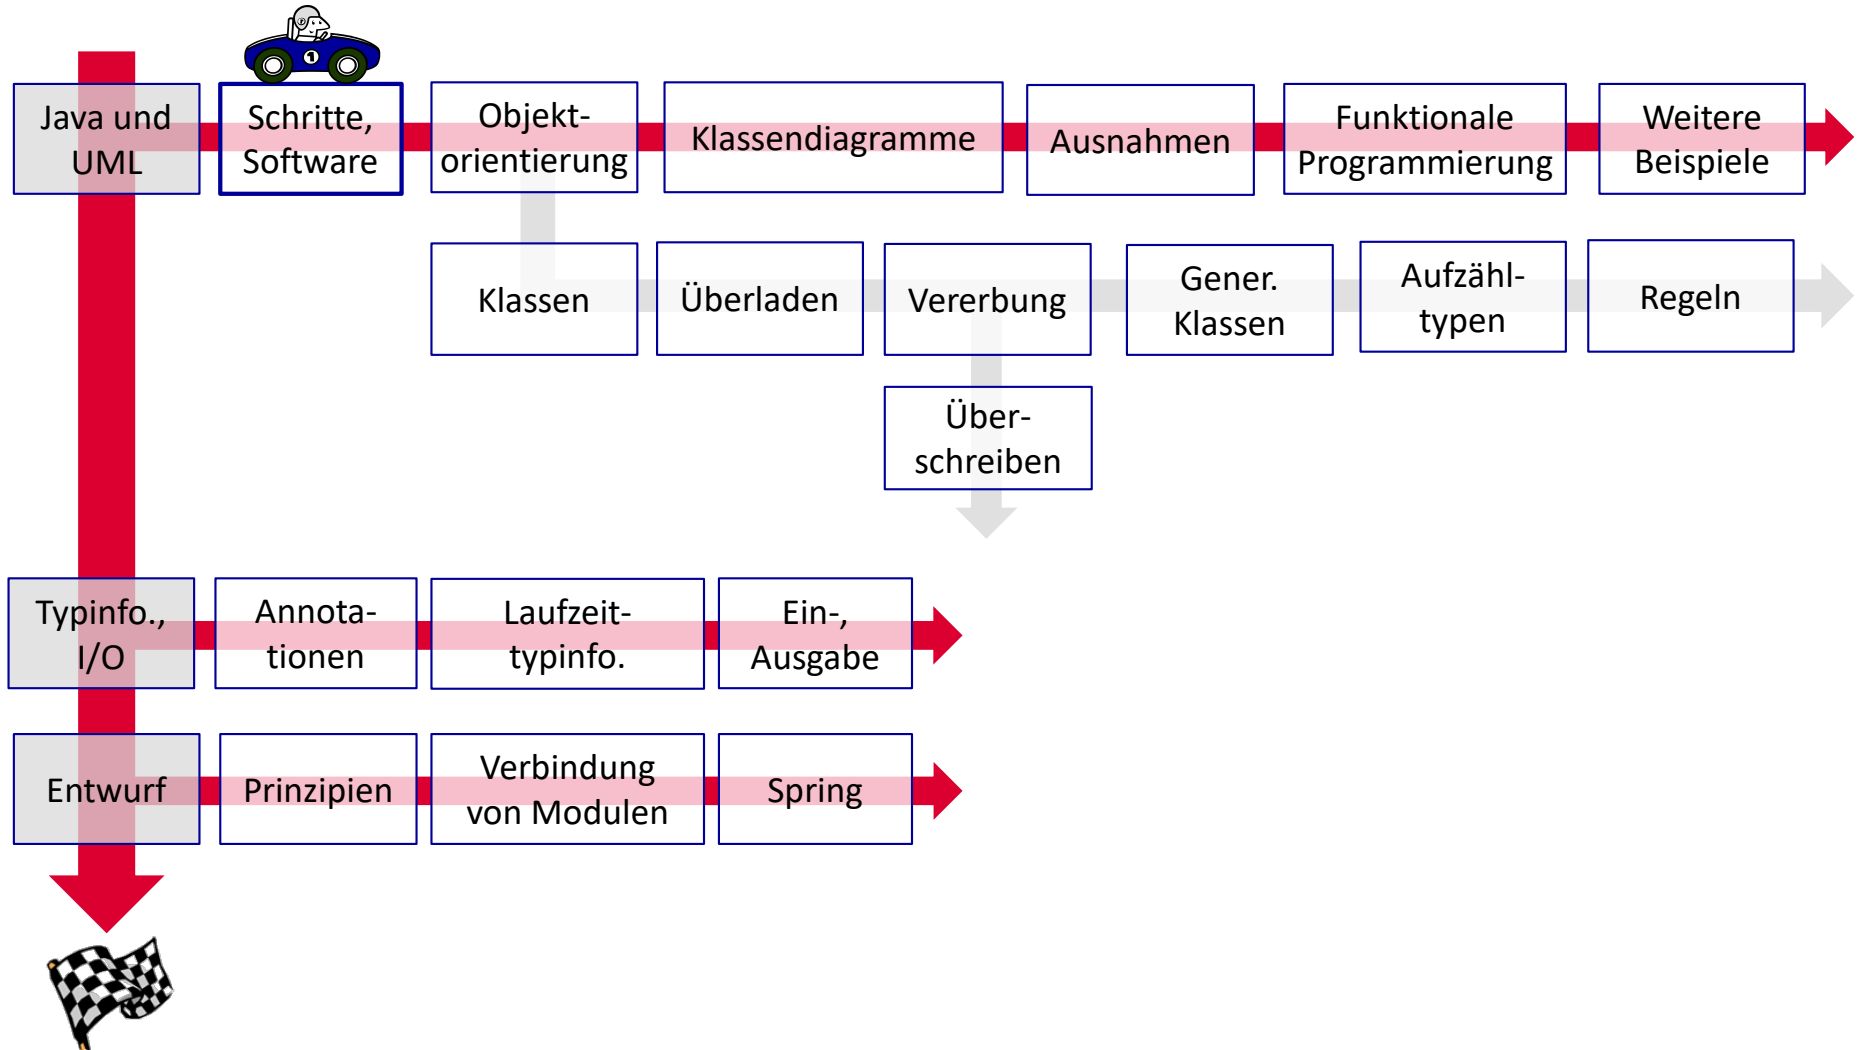 1
Java und
UML
Schritte,
Software
Objekt-
orientierung
Klassendiagramme
Ausnahmen
Funktionale
Programmierung
Weitere
Beispiele
Klassen
Überladen
Vererbung
Gener.
Klassen
Aufzähl-
typen
Regeln
Über-
schreiben
Typinfo.,
I/O
Annota-
tionen
Laufzeit-
typinfo.
Ein-,
Ausgabe
Entwurf
Prinzipien
Verbindung
von Modulen
Spring